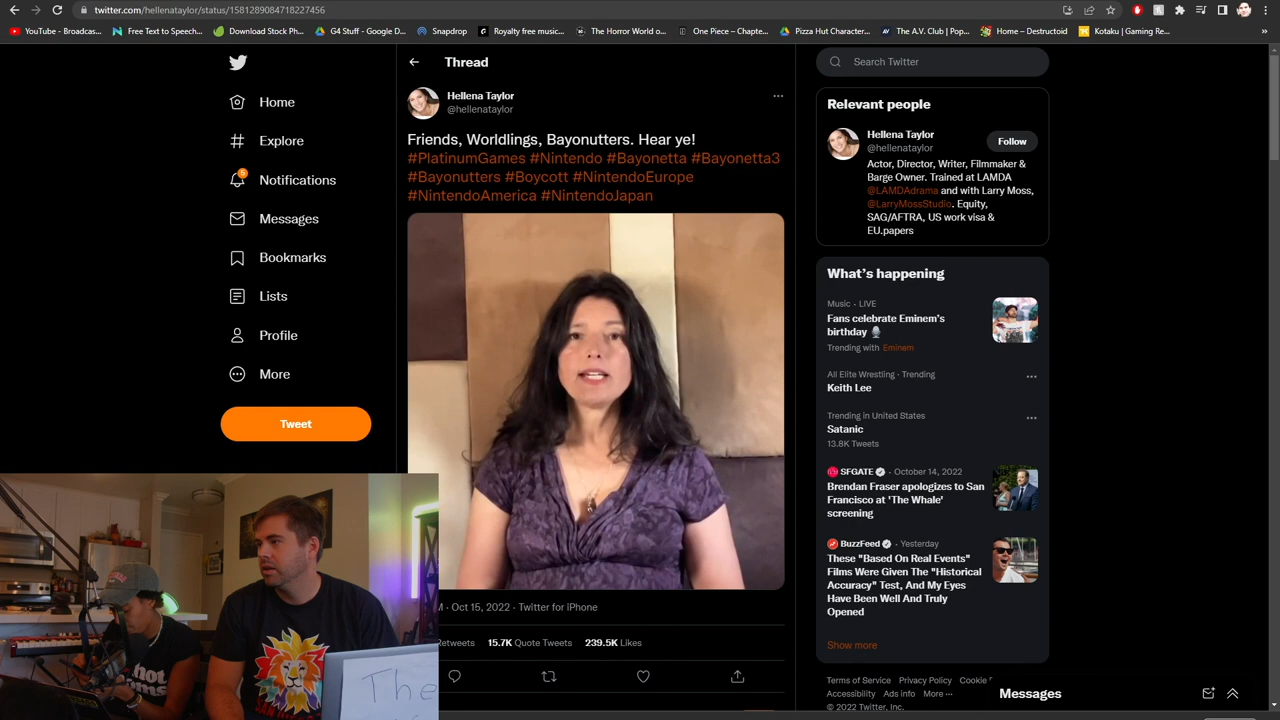 twitter.com/hellenataylor/status/1581289084718227456
YouTube - Broadcas...
Free Text to Speech...
Download Stock Ph...
G4 Stuff - Google D...
Snapdrop
Royalty free music...
The Horror World o...
One Piece – Chapte...
Pizza Hut Character...
The A.V. Club | Pop...
Home – Destructoid
Kotaku | Gaming Re...
Home
Explore
5
Notifications
Messages
Bookmarks
Lists
Profile
More
Tweet
Thread
Hellena Taylor
@hellenataylor
Friends, Worldlings, Bayonutters. Hear ye!
#PlatinumGames #Nintendo #Bayonetta #Bayonetta3
#Bayonutters #Boycott #NintendoEurope
#NintendoAmerica #NintendoJapan
M · Oct 15, 2022 · Twitter for iPhone
Retweets 15.7K Quote Tweets 239.5K Likes
Search Twitter
Relevant people
Hellena Taylor
@hellenataylor
Follow
Actor, Director, Writer, Filmmaker &
Barge Owner. Trained at LAMDA
@LAMDAdrama and with Larry Moss,
@LarryMossStudio. Equity,
SAG/AFTRA, US work visa &
EU.papers
What's happening
Music · LIVE
Fans celebrate Eminem's
birthday
Trending with Eminem
All Elite Wrestling · Trending
Keith Lee
Trending in United States
Satanic
13.8K Tweets
SFGATE · October 14, 2022
Brendan Fraser apologizes to San
Francisco at 'The Whale'
screening
BuzzFeed · Yesterday
These "Based On Real Events"
Films Were Given The "Historical
Accuracy" Test, And My Eyes
Have Been Well And Truly
Opened
Show more
Terms of Service Privacy Policy Cookie
Accessibility Ads info More ···
© 2022 Twitter, Inc.
Messages
The